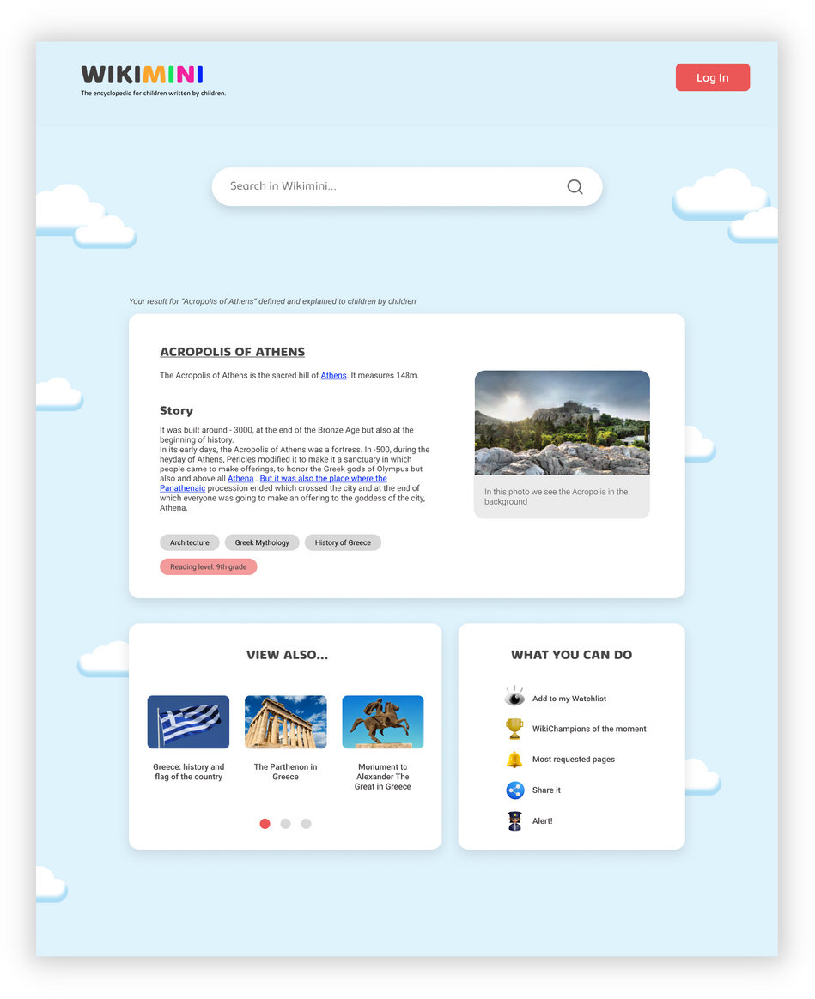 WIKIMINI
The encyclopedia for children written by children.
Log In
Search in Wikimini...
Your result for "Acropolis of Athens" defined and explained to children by children
ACROPOLIS OF ATHENS
The Acropolis of Athens is the sacred hill of Athens. It measures 148m.
Story
It was built around - 3000, at the end of the Bronze Age but also at the
beginning of history.
In its early days, the Acropolis of Athens was a fortress. In -500, during the
heyday of Athens, Pericles modified it to make it a sanctuary in which
people came to make offerings, to honor the Greek gods of Olympus but
also and above all Athena . But it was also the place where the
Panathenaic procession ended which crossed the city and at the end of
which everyone was going to make an offering to the goddess of the city,
Athena.
In this photo we see the Acropolis in the
background
Architecture
Greek Mythology
History of Greece
Reading level: 9th grade
VIEW ALSO...
Greece: history and
flag of the country
The Parthenon in
Greece
Monument to
Alexander The
Great in Greece
WHAT YOU CAN DO
Add to my Watchlist
WikiChampions of the moment
Most requested pages
Share it
Alert!